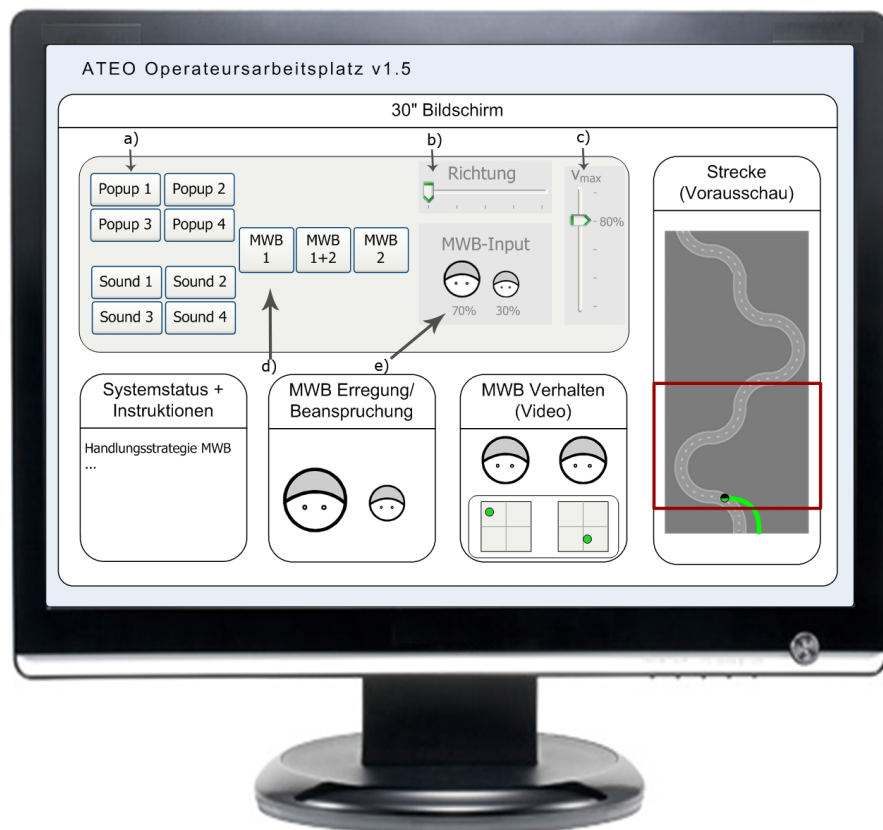 ATEO Operateursarbeitsplatz v1.5
30" Bildschirm
a)
b)
c)
Popup 1
Popup 2
Popup 3
Popup 4
Sound 1
Sound 2
Sound 3
Sound 4
MWB
1
MWB
1+2
MWB
2
Richtung
MWB-Input
70%
30%
Vmax
80%
d)
e)
Strecke
(Vorausschau)
Systemstatus +
Instruktionen
Handlungsstrategie MWB
...
MWB Erregung/
Beanspruchung
MWB Verhalten
(Video)